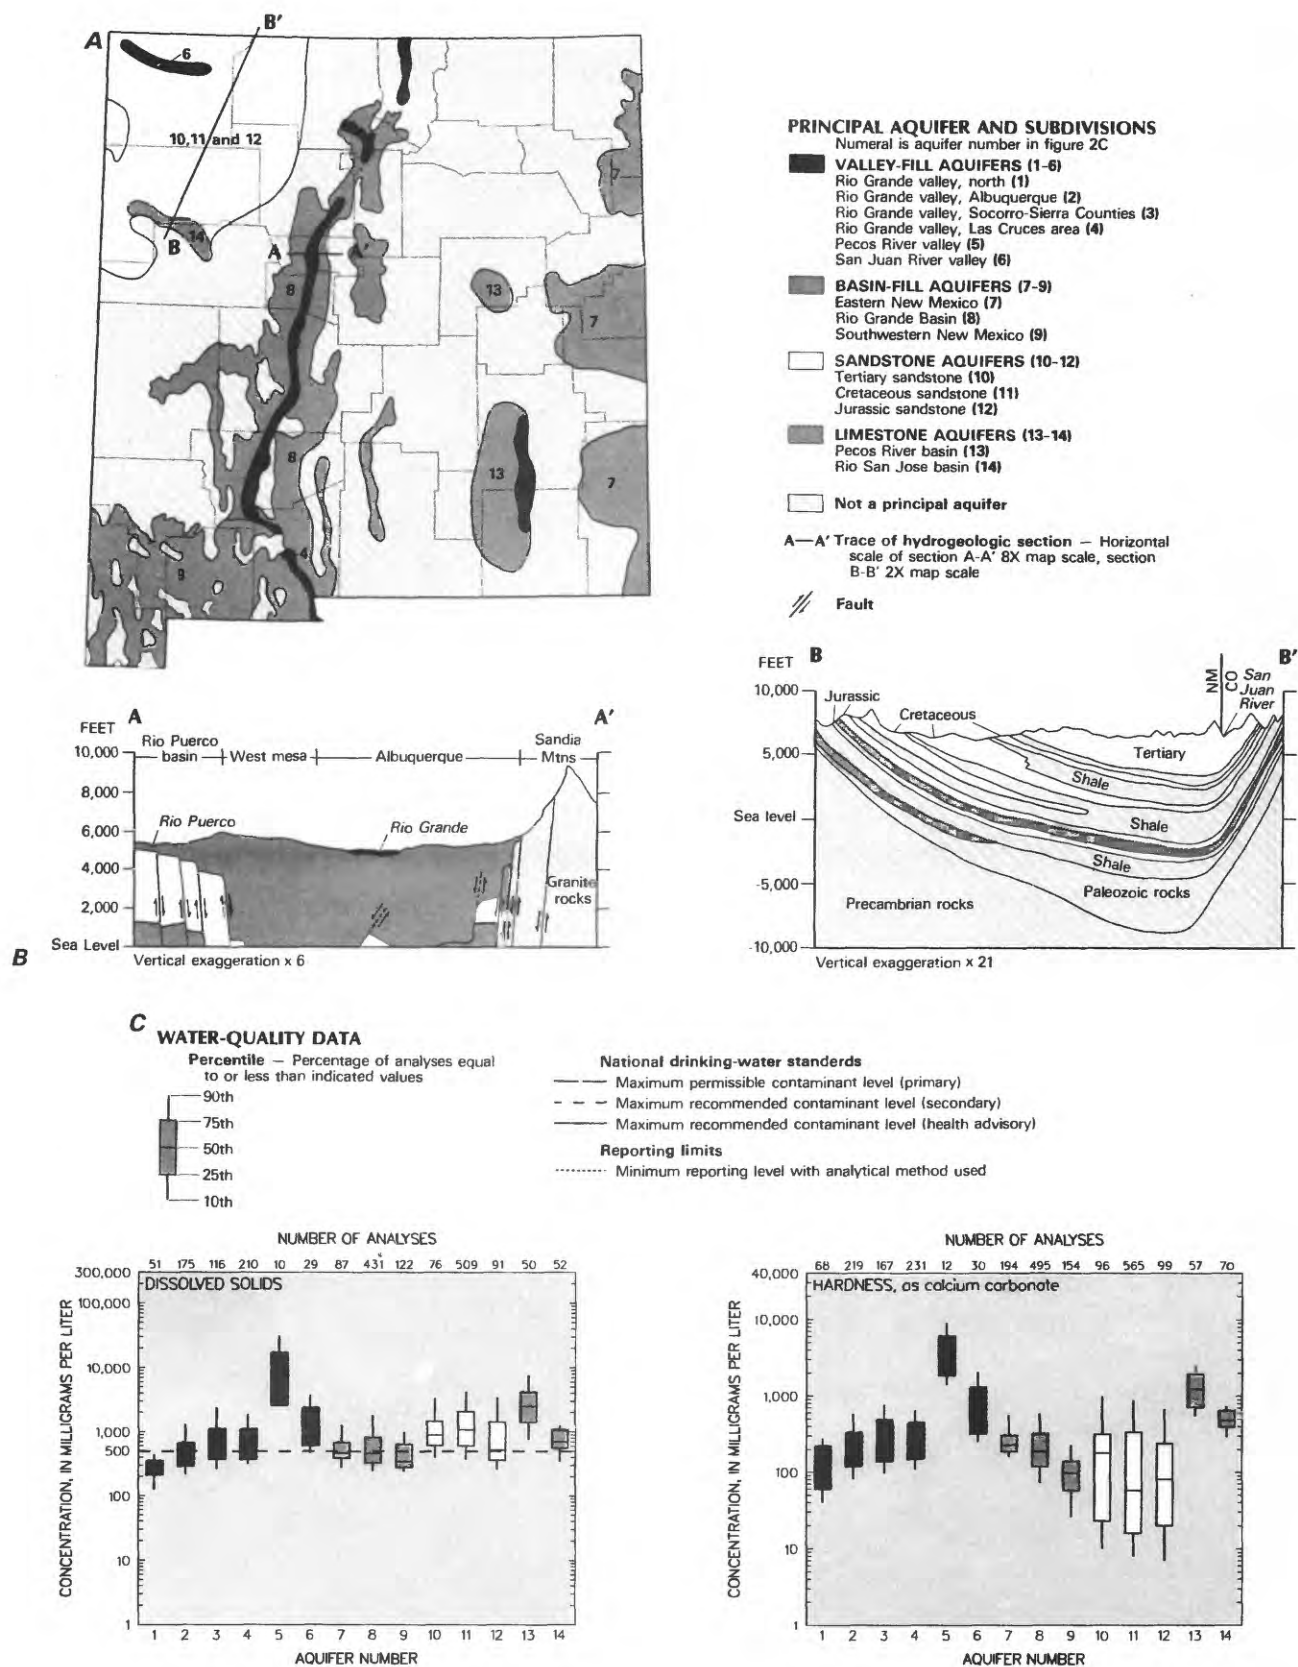 A
B'
6
10,11 and 12
7
14
B
A
A'
8
13
7
8
13
7
4
9
PRINCIPAL AQUIFER AND SUBDIVISIONS
Numeral is aquifer number in figure 2C
VALLEY-FILL AQUIFERS (1-6)
Rio Grande valley, north (1)
Rio Grande valley, Albuquerque (2)
Rio Grande valley, Socorro-Sierra Counties (3)
Rio Grande valley, Las Cruces area (4)
Pecos River valley (5)
San Juan River valley (6)
BASIN-FILL AQUIFERS (7-9)
Eastern New Mexico (7)
Rio Grande Basin (8)
Southwestern New Mexico (9)
SANDSTONE AQUIFERS (10-12)
Tertiary sandstone (10)
Cretaceous sandstone (11)
Jurassic sandstone (12)
LIMESTONE AQUIFERS (13-14)
Pecos River basin (13)
Rio San Jose basin (14)
Not a principal aquifer
A—A' Trace of hydrogeologic section — Horizontal
scale of section A-A' 8X map scale, section
B-B' 2X map scale
Fault
B
A
A'
FEET
10,000
8,000
6,000
4,000
2,000
Sea Level
Rio Puerco
basin
West mesa
Albuquerque
Sandia
Mtns
Rio Puerco
Rio Grande
Granite
rocks
Vertical exaggeration x 6
FEET
B
B'
10,000
5,000
Sea level
-5,000
-10,000
Jurassic
Cretaceous
NM
CO
San
Juan
River
Tertiary
Shale
Shale
Shale
Paleozoic rocks
Precambrian rocks
Vertical exaggeration x 21
C
WATER-QUALITY DATA
Percentile — Percentage of analyses equal
to or less than indicated values
90th
75th
50th
25th
10th
National drinking-water standerds
Maximum permissible contaminant level (primary)
Maximum recommended contaminant level (secondary)
Maximum recommended contaminant level (health advisory)
Reporting limits
Minimum reporting level with analytical method used
NUMBER OF ANALYSES
51 175 116 210 10 29 87 431 122 76 509 91 50 52
DISSOLVED SOLIDS
CONCENTRATION, IN MILLIGRAMS PER LITER
300,000
100,000
10,000
1,000
500
100
10
1
1 2 3 4 5 6 7 8 9 10 11 12 13 14
AQUIFER NUMBER
NUMBER OF ANALYSES
68 219 167 231 12 30 194 495 154 96 565 99 57 70
HARDNESS, as calcium carbonate
CONCENTRATION, IN MILLIGRAMS PER LITER
40,000
10,000
1,000
100
10
1
1 2 3 4 5 6 7 8 9 10 11 12 13 14
AQUIFER NUMBER